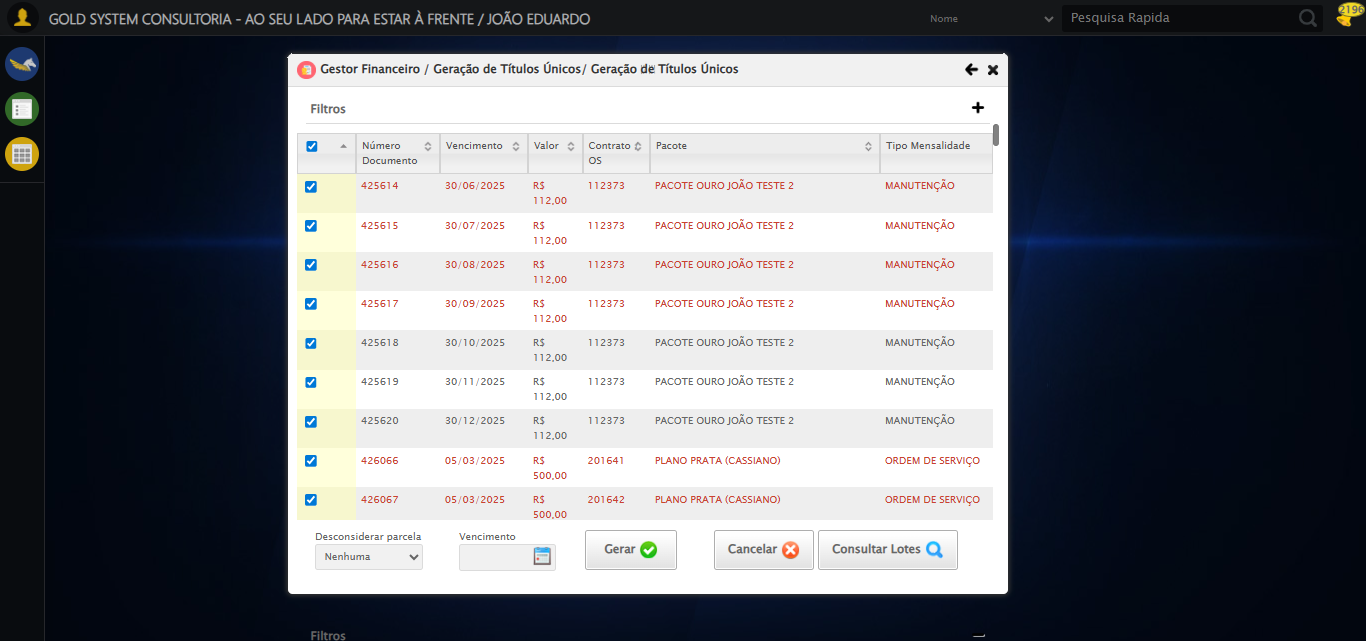 GOLD SYSTEM CONSULTORIA - AO SEU LADO PARA ESTAR À FRENTE / JOÃO EDUARDO
Nome
Pesquisa Rapida
2196
Gestor Financeiro / Geração de Títulos Únicos/ Geração de Títulos Únicos
Filtros
Número Documento Vencimento Valor Contrato OS Pacote Tipo Mensalidade
425614 30/06/2025 R$ 112,00 112373 PACOTE OURO JOÃO TESTE 2 MANUTENÇÃO
425615 30/07/2025 R$ 112,00 112373 PACOTE OURO JOÃO TESTE 2 MANUTENÇÃO
425616 30/08/2025 R$ 112,00 112373 PACOTE OURO JOÃO TESTE 2 MANUTENÇÃO
425617 30/09/2025 R$ 112,00 112373 PACOTE OURO JOÃO TESTE 2 MANUTENÇÃO
425618 30/10/2025 R$ 112,00 112373 PACOTE OURO JOÃO TESTE 2 MANUTENÇÃO
425619 30/11/2025 R$ 112,00 112373 PACOTE OURO JOÃO TESTE 2 MANUTENÇÃO
425620 30/12/2025 R$ 112,00 112373 PACOTE OURO JOÃO TESTE 2 MANUTENÇÃO
426066 05/03/2025 R$ 500,00 201641 PLANO PRATA (CASSIANO) ORDEM DE SERVIÇO
426067 05/03/2025 R$ 500,00 201642 PLANO PRATA (CASSIANO) ORDEM DE SERVIÇO
Desconsiderar parcela Vencimento
Nenhuma
Gerar Cancelar Consultar Lotes
Filtros